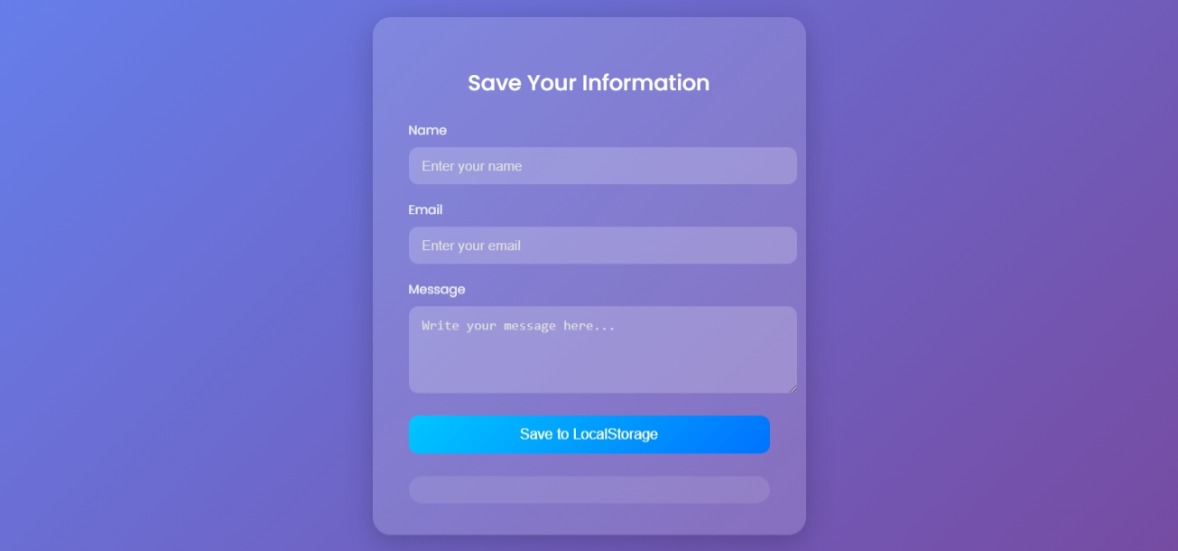 Save Your Information
Name
Enter your name
Email
Enter your email
Message
Write your message here...
Save to LocalStorage